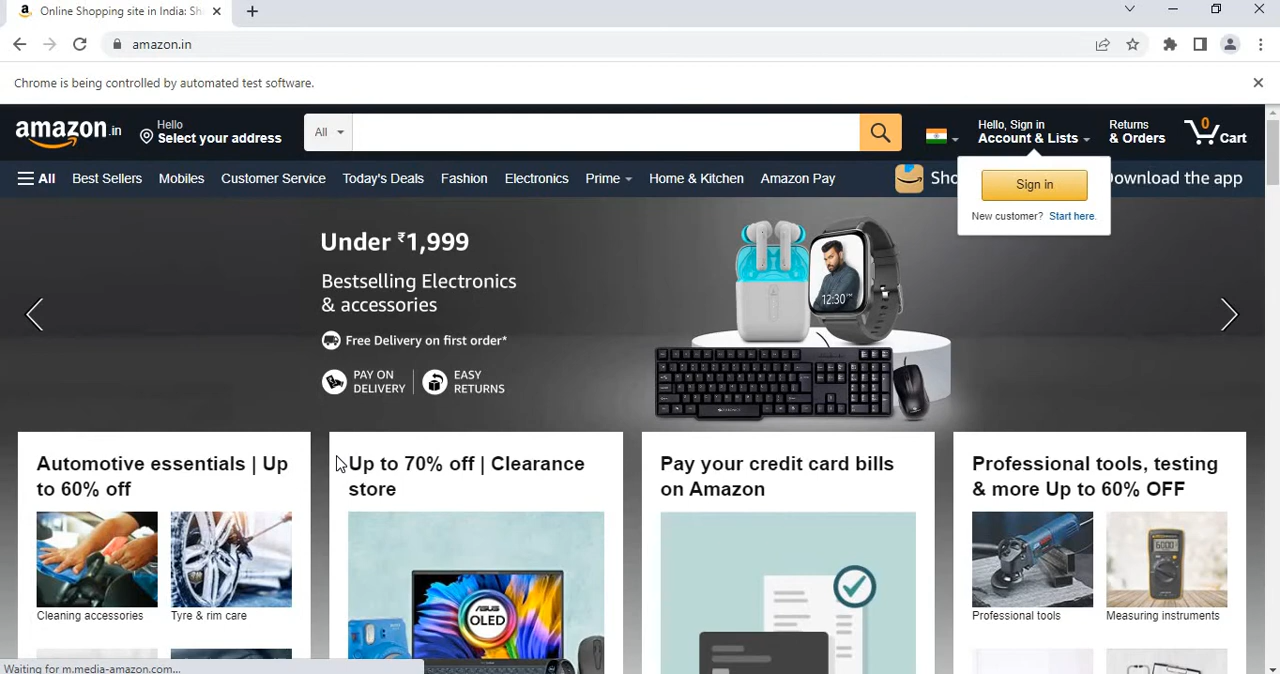 Online Shopping site in India: Sh
amazon.in
Chrome is being controlled by automated test software.
amazon.in
Hello
Select your address
All
Hello, Sign in
Account & Lists
Returns
& Orders
0
Cart
All
Best Sellers
Mobiles
Customer Service
Today's Deals
Fashion
Electronics
Prime
Home & Kitchen
Amazon Pay
Sho
Download the app
Sign in
New customer? Start here.
Under ₹1,999
Bestselling Electronics
& accessories
Free Delivery on first order*
PAY ON
DELIVERY
EASY
RETURNS
12:30
Automotive essentials | Up
to 60% off
Cleaning accessories
Tyre & rim care
Up to 70% off | Clearance
store
ASUS
OLED
Pay your credit card bills
on Amazon
Professional tools, testing
& more Up to 60% OFF
6000
Professional tools
Measuring instruments
Waiting for m.media-amazon.com...